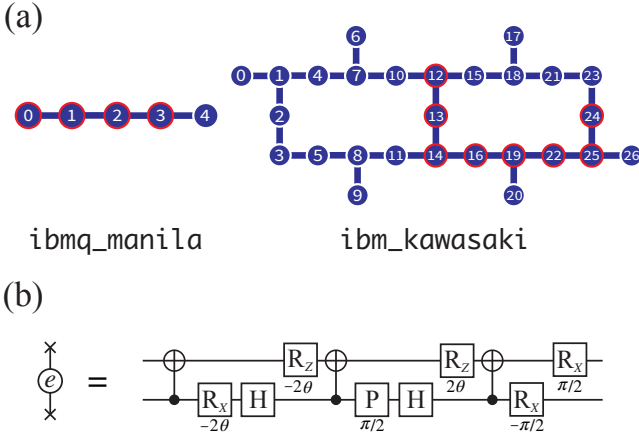 (a)
6 17
0 1 4 7 10 12 15 18 21 23
0 1 2 3 4
2 13 24
3 5 8 11 14 16 19 22 25 26
9 20
ibmq_manila ibm_kawasaki
(b)
R_Z R_Z R_X
-2θ 2θ π/2
e =
R_X H P H R_X
-2θ π/2 -π/2